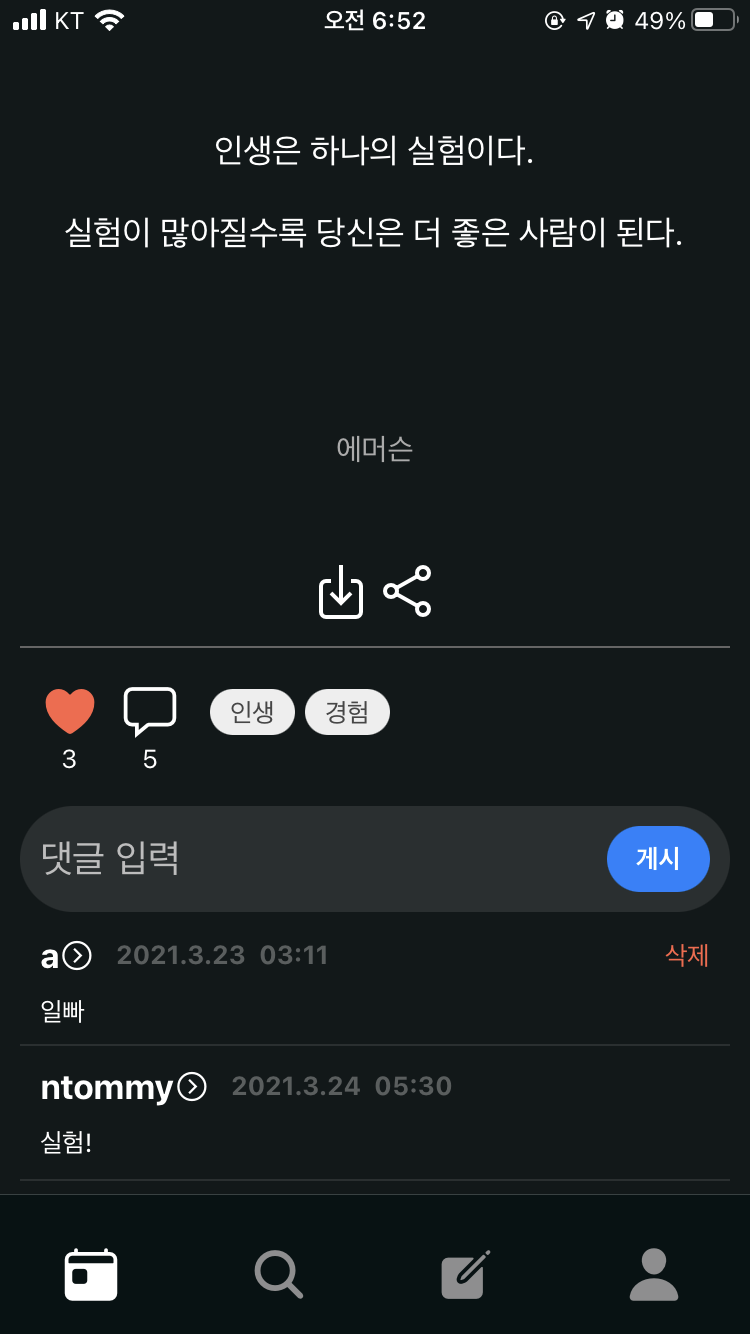 KT 오전 6:52 49%
인생은 하나의 실험이다.
실험이 많아질수록 당신은 더 좋은 사람이 된다.
에머슨
인생 경험
3 5
댓글 입력 게시
a 2021.3.23 03:11 삭제
일빠
ntommy 2021.3.24 05:30
실험!